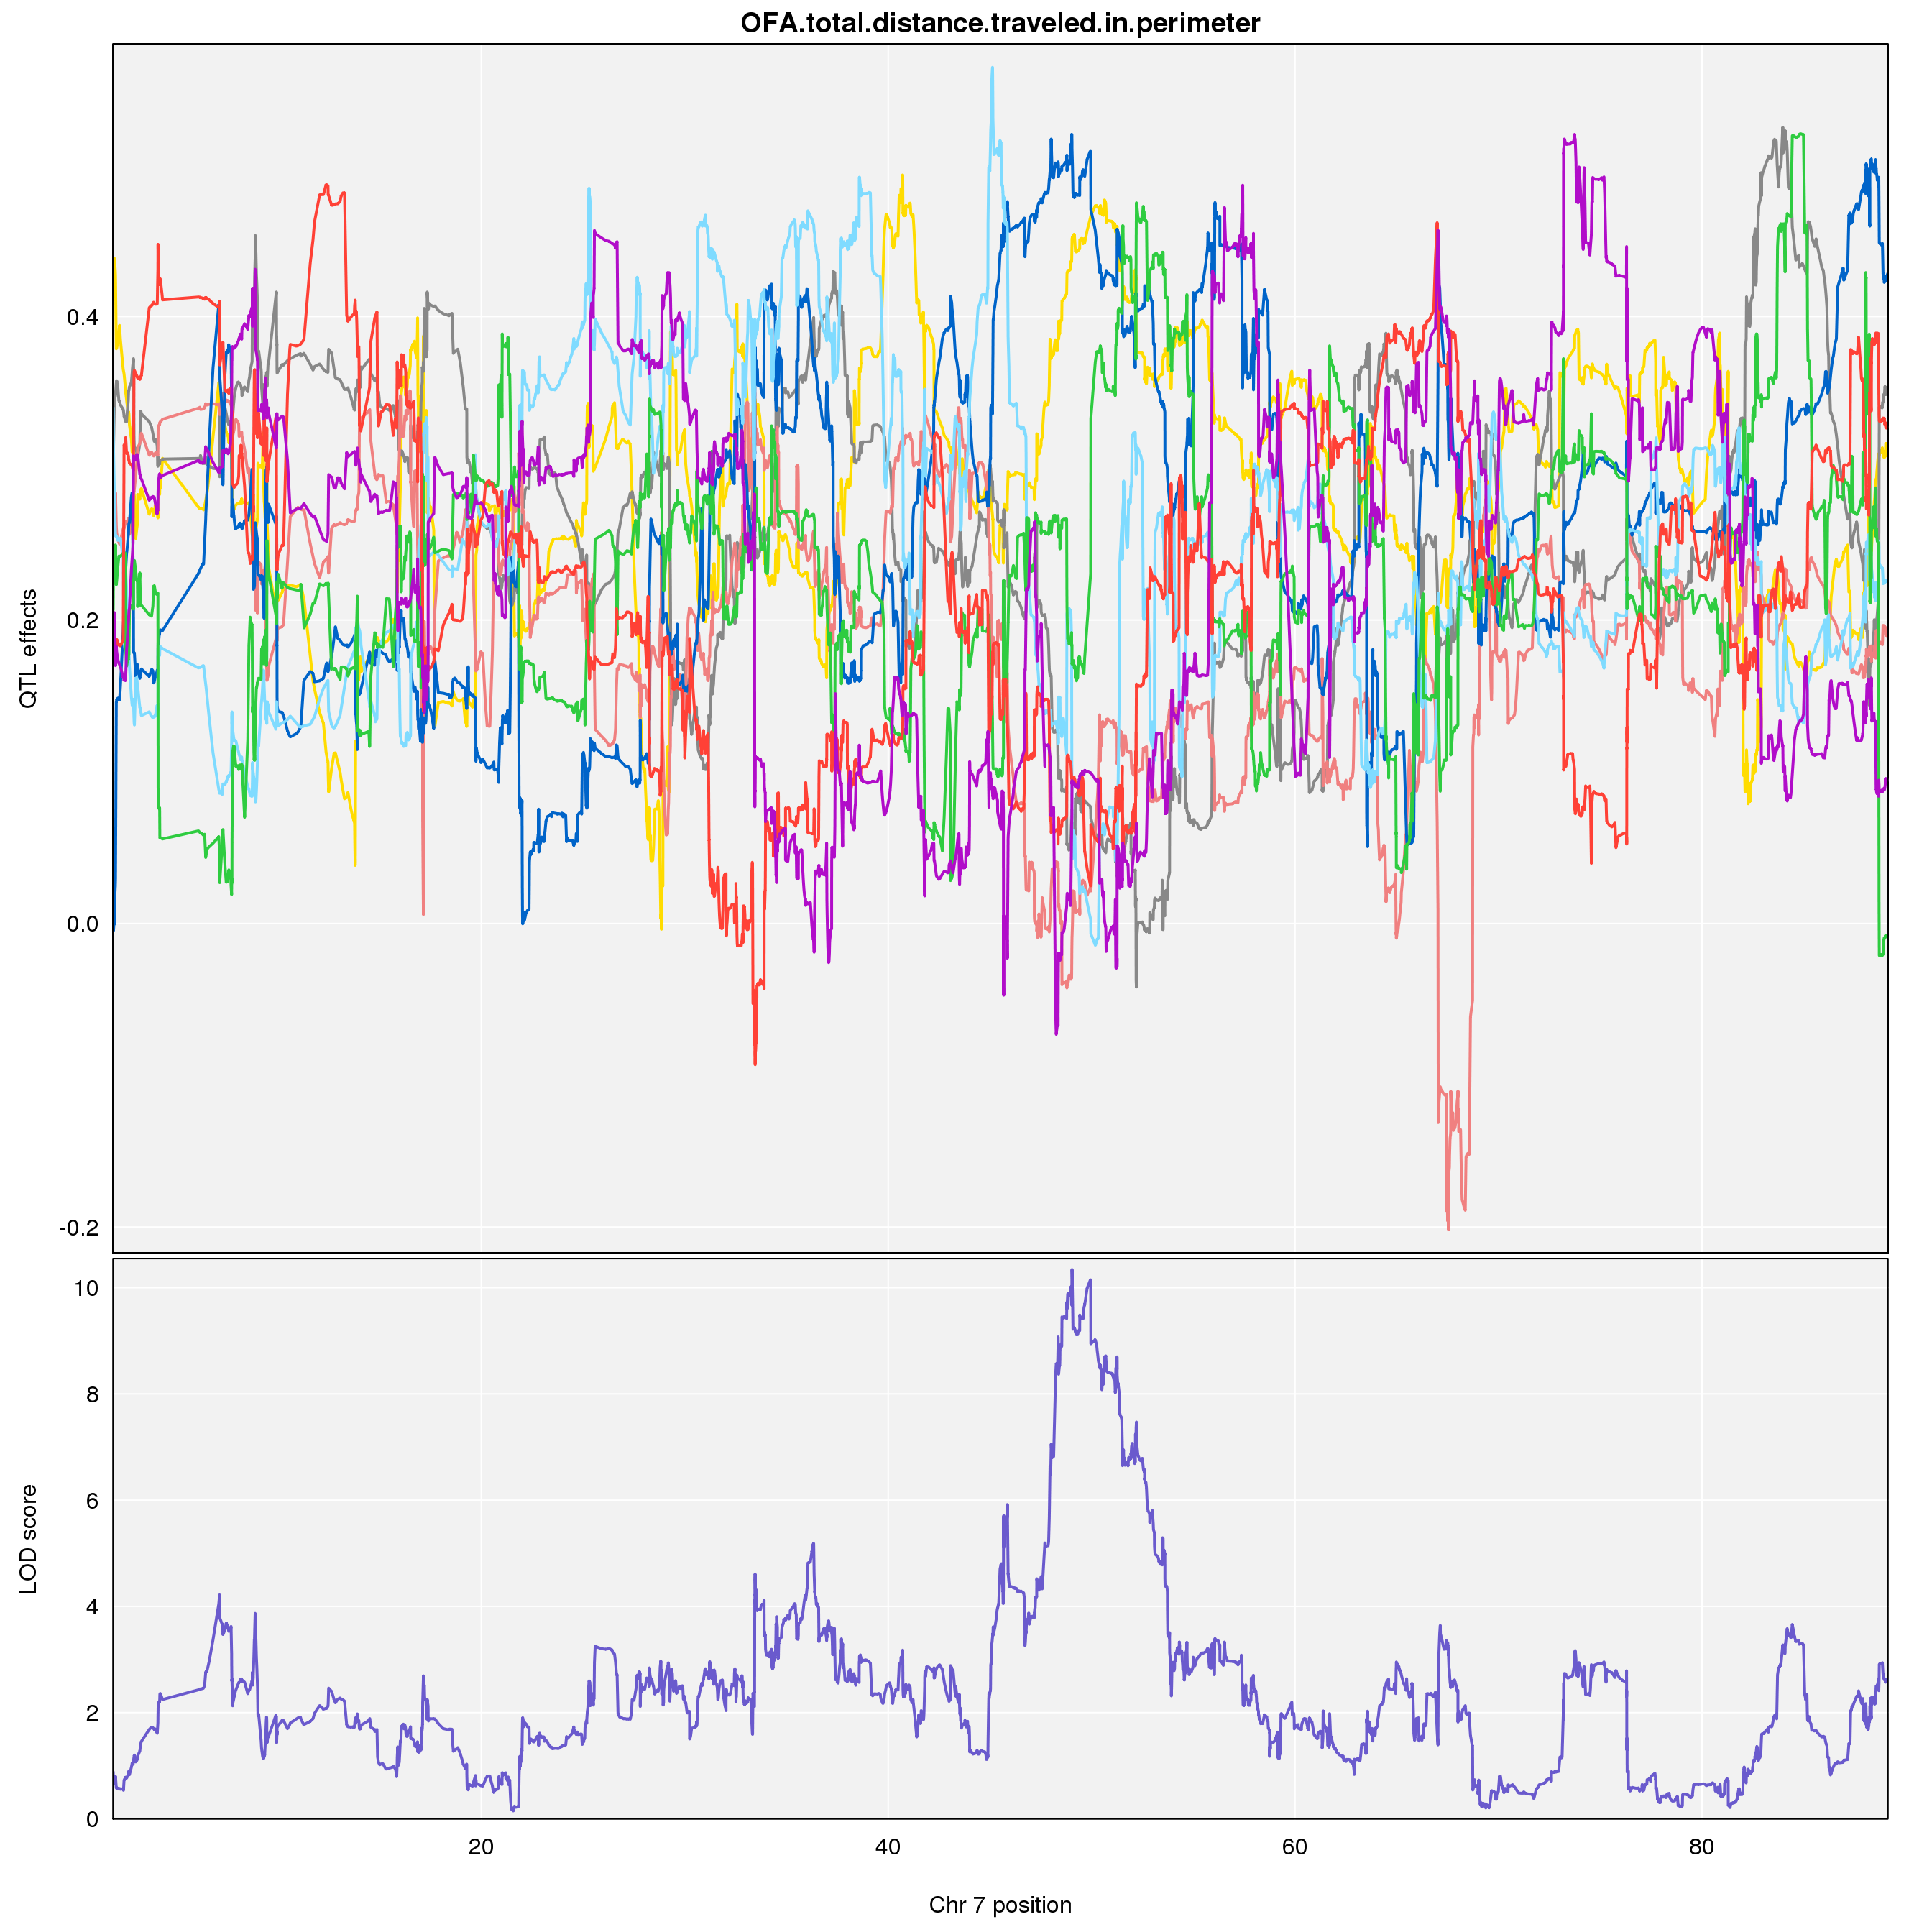 OFA.total.distance.traveled.in.perimeter
0.4
0.2
0.0
-0.2
QTL effects
10
8
6
4
2
0
LOD score
20 40 60 80
Chr 7 position